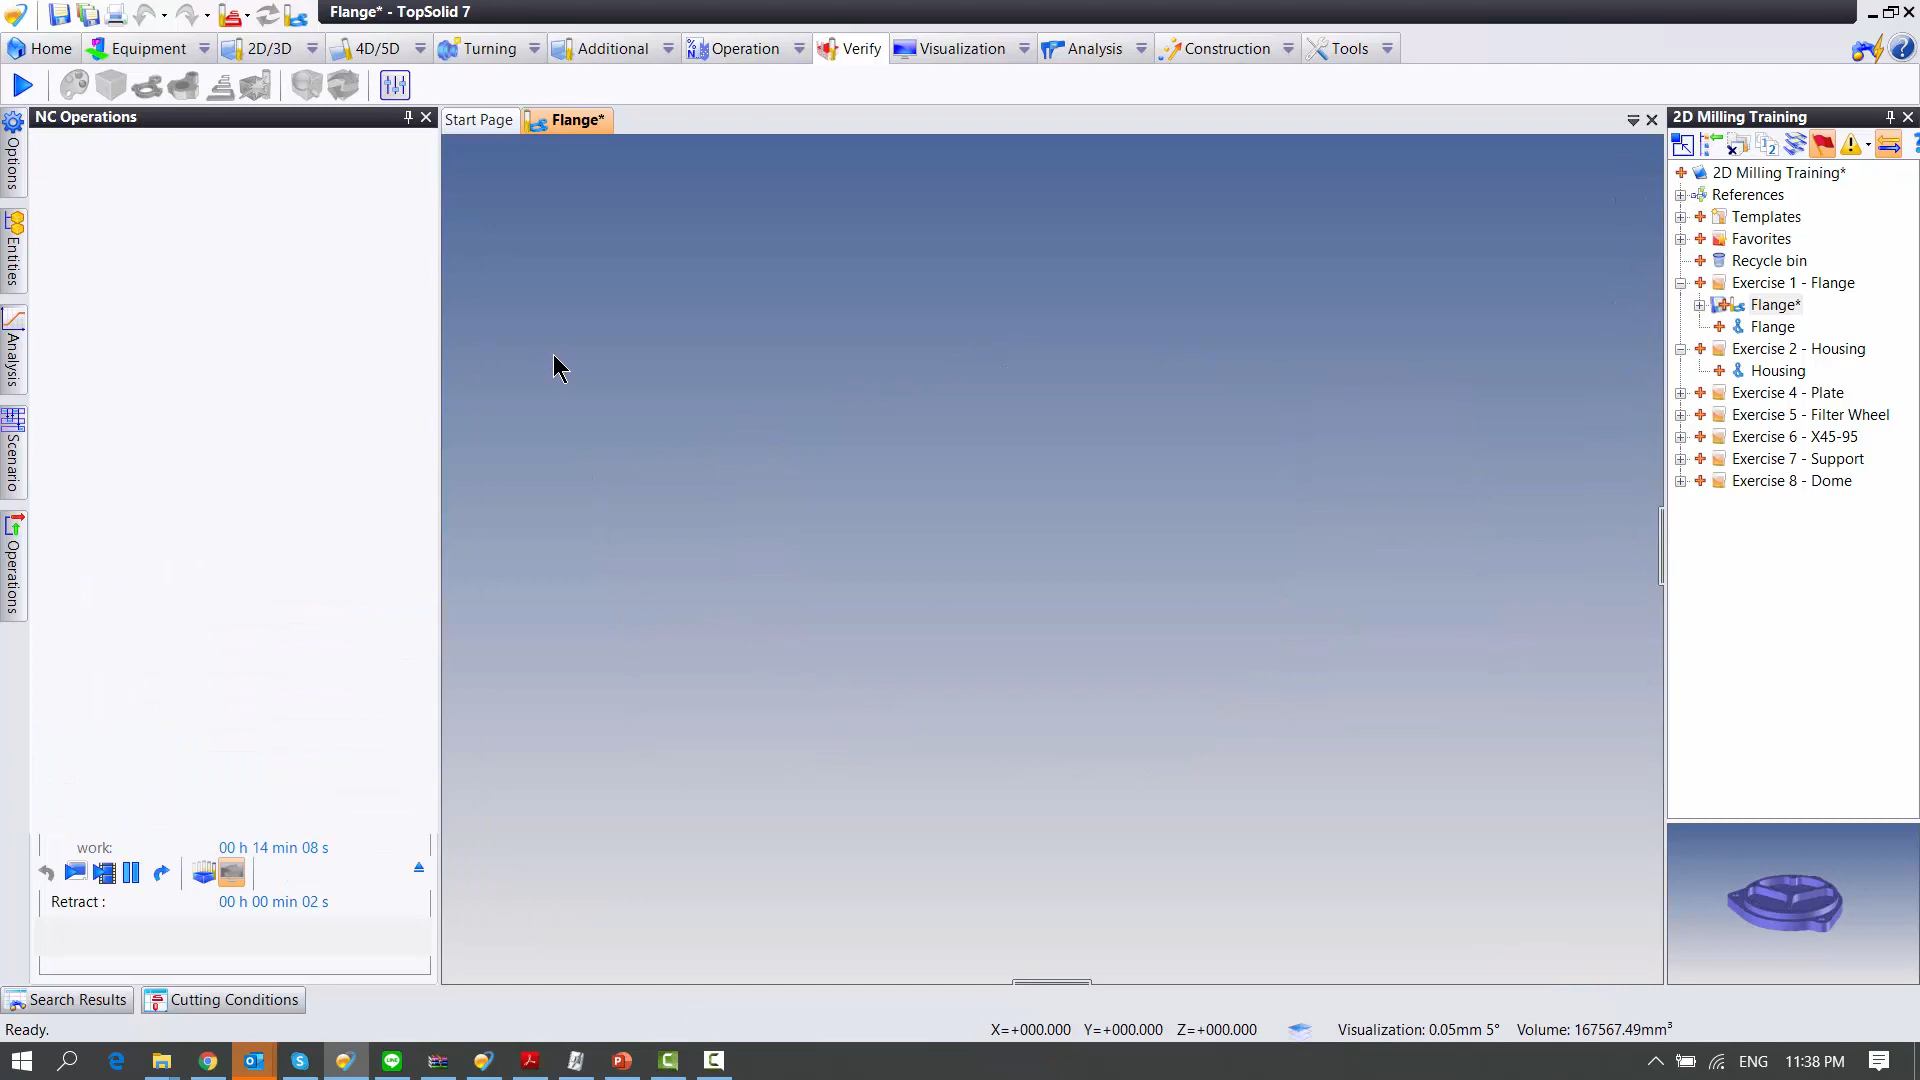 Flange* - TopSolid 7
Home
Equipment
2D/3D
4D/5D
Turning
Additional
Operation
Verify
Visualization
Analysis
Construction
Tools
NC Operations
Start Page
Flange*
2D Milling Training
Options
Entities
Analysis
Scenario
Operations
2D Milling Training*
References
Templates
Favorites
Recycle bin
Exercise 1 - Flange
Flange*
Flange
Exercise 2 - Housing
Housing
Exercise 4 - Plate
Exercise 5 - Filter Wheel
Exercise 6 - X45-95
Exercise 7 - Support
Exercise 8 - Dome
work: 00 h 14 min 08 s
Retract : 00 h 00 min 02 s
Search Results
Cutting Conditions
Ready.
X=+000.000 Y=+000.000 Z=+000.000
Visualization: 0.05mm 5°
Volume: 167567.49mm³
ENG
11:38 PM